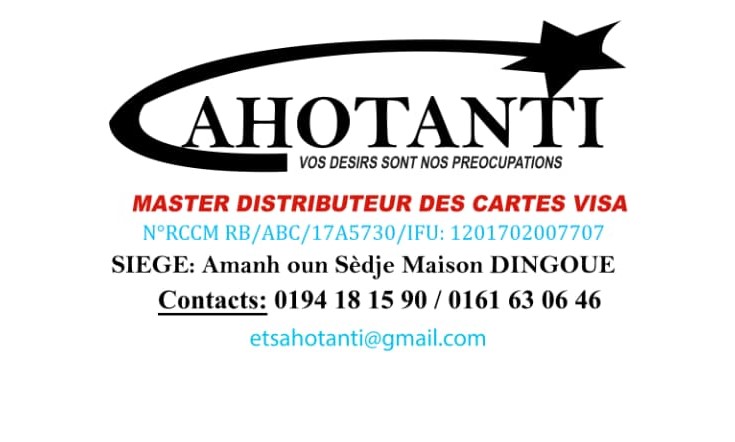 AHOTANTI
VOS DESIRS SONT NOS PREOCUPATIONS
MASTER DISTRIBUTEUR DES CARTES VISA
N°RCCM RB/ABC/17A5730/IFU: 1201702007707
SIEGE: Amanh oun Sèdje Maison DINGOUE
Contacts: 0194 18 15 90 / 0161 63 06 46
etsahotanti@gmail.com